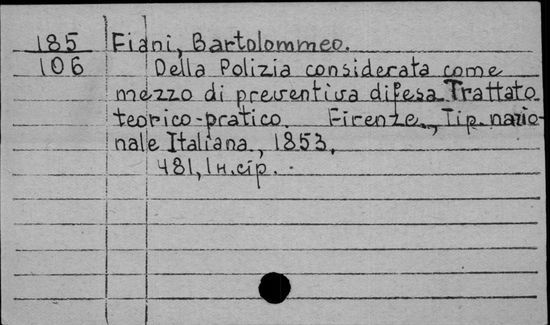 185 Fiani, Bartolommeo.
106 Della Polizia considerata come
mezzo di preventiva difesa Trattato
teorico-pratico. Firenze., Tip. nazio-
nale Italiana., 1853.
481, 1 н. стр.